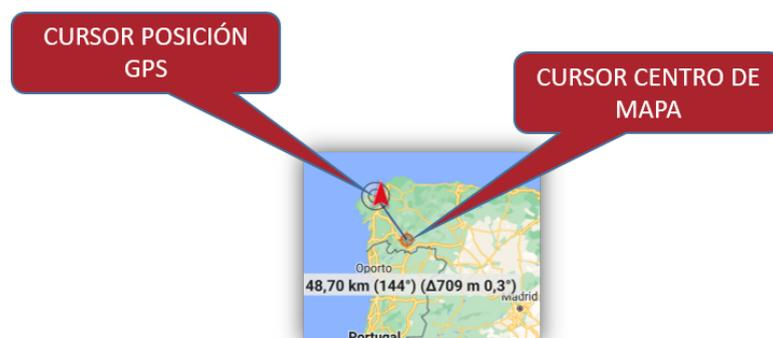 CURSOR POSICIÓN
GPS
CURSOR CENTRO DE
MAPA
Oporto
48,70 km (144°) (Δ709 m 0,3°)
Madrid
Portugal